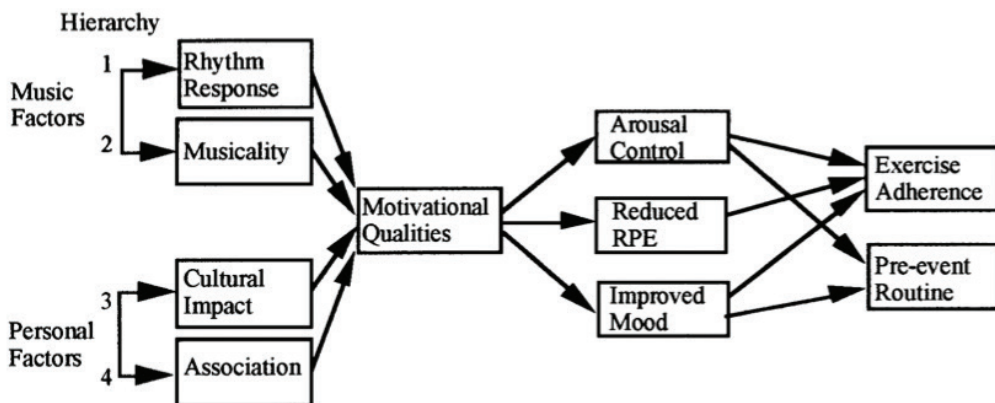 Hierarchy
Music
Factors
1
Rhythm
Response
2
Musicality
Personal
Factors
3
Cultural
Impact
4
Association
Motivational
Qualities
Arousal
Control
Reduced
RPE
Improved
Mood
Exercise
Adherence
Pre-event
Routine